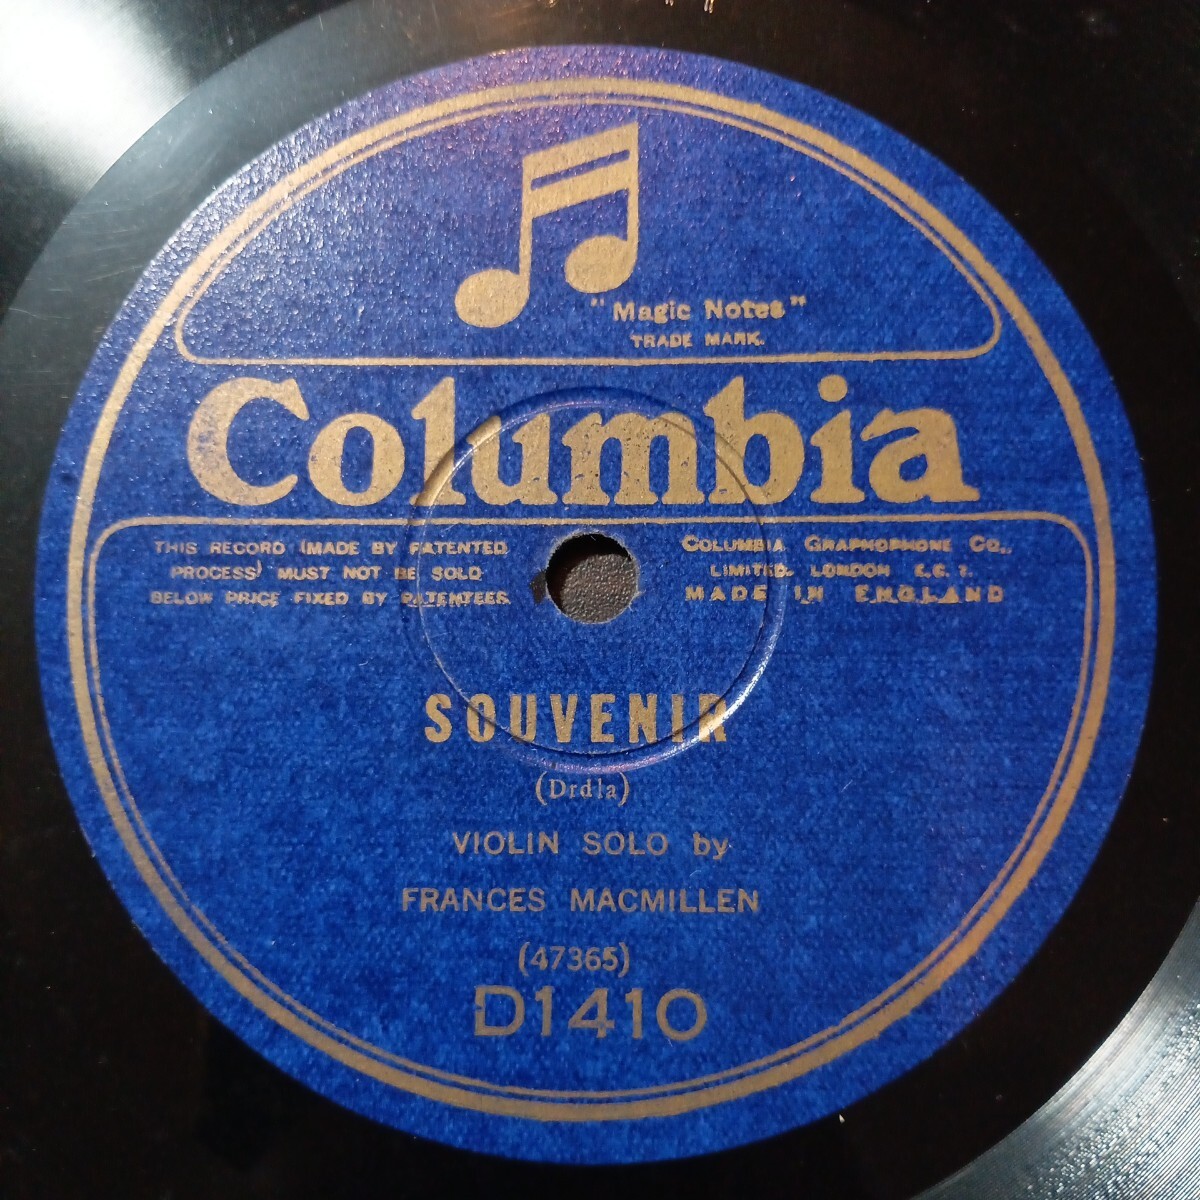 "Magic Notes"
TRADE MARK.
Columbia
THIS RECORD (MADE BY PATENTED
PROCESS) MUST NOT BE SOLD
BELOW PRICE FIXED BY PATENTEES.
COLUMBIA GRAPHOPHONE CO.,
LIMITED. LONDON E.C.1.
MADE IN ENGLAND
SOUVENIR
(Drdla)
VIOLIN SOLO by
FRANCES MACMILLEN
(47365)
D1410